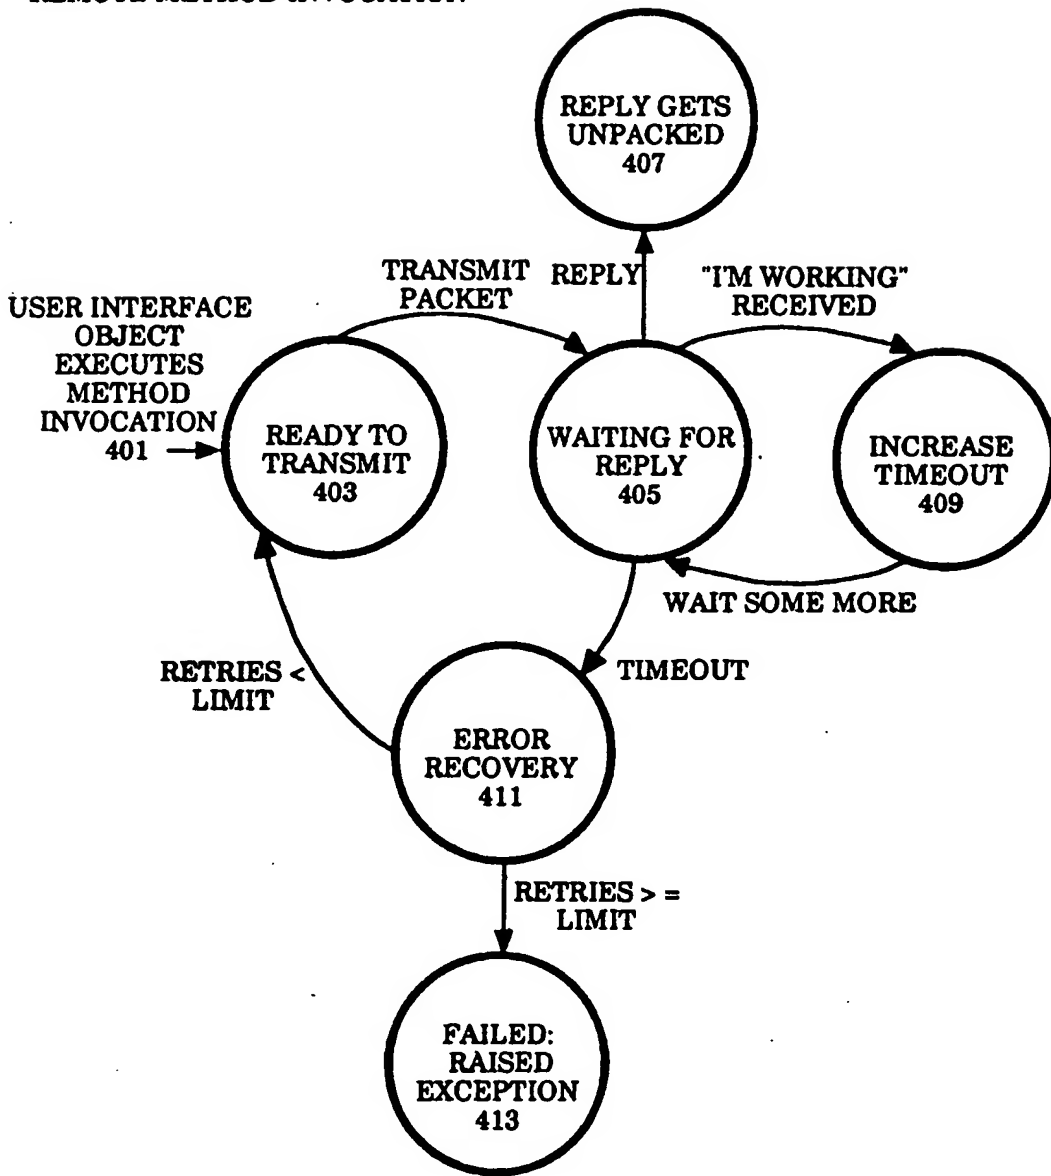 REPLY GETS
UNPACKED
407
TRANSMIT
PACKET
REPLY
"I'M WORKING"
RECEIVED
USER INTERFACE
OBJECT
EXECUTES
METHOD
INVOCATION
401
READY TO
TRANSMIT
403
WAITING FOR
REPLY
405
INCREASE
TIMEOUT
409
WAIT SOME MORE
RETRIES <
LIMIT
TIMEOUT
ERROR
RECOVERY
411
RETRIES > =
LIMIT
FAILED:
RAISED
EXCEPTION
413